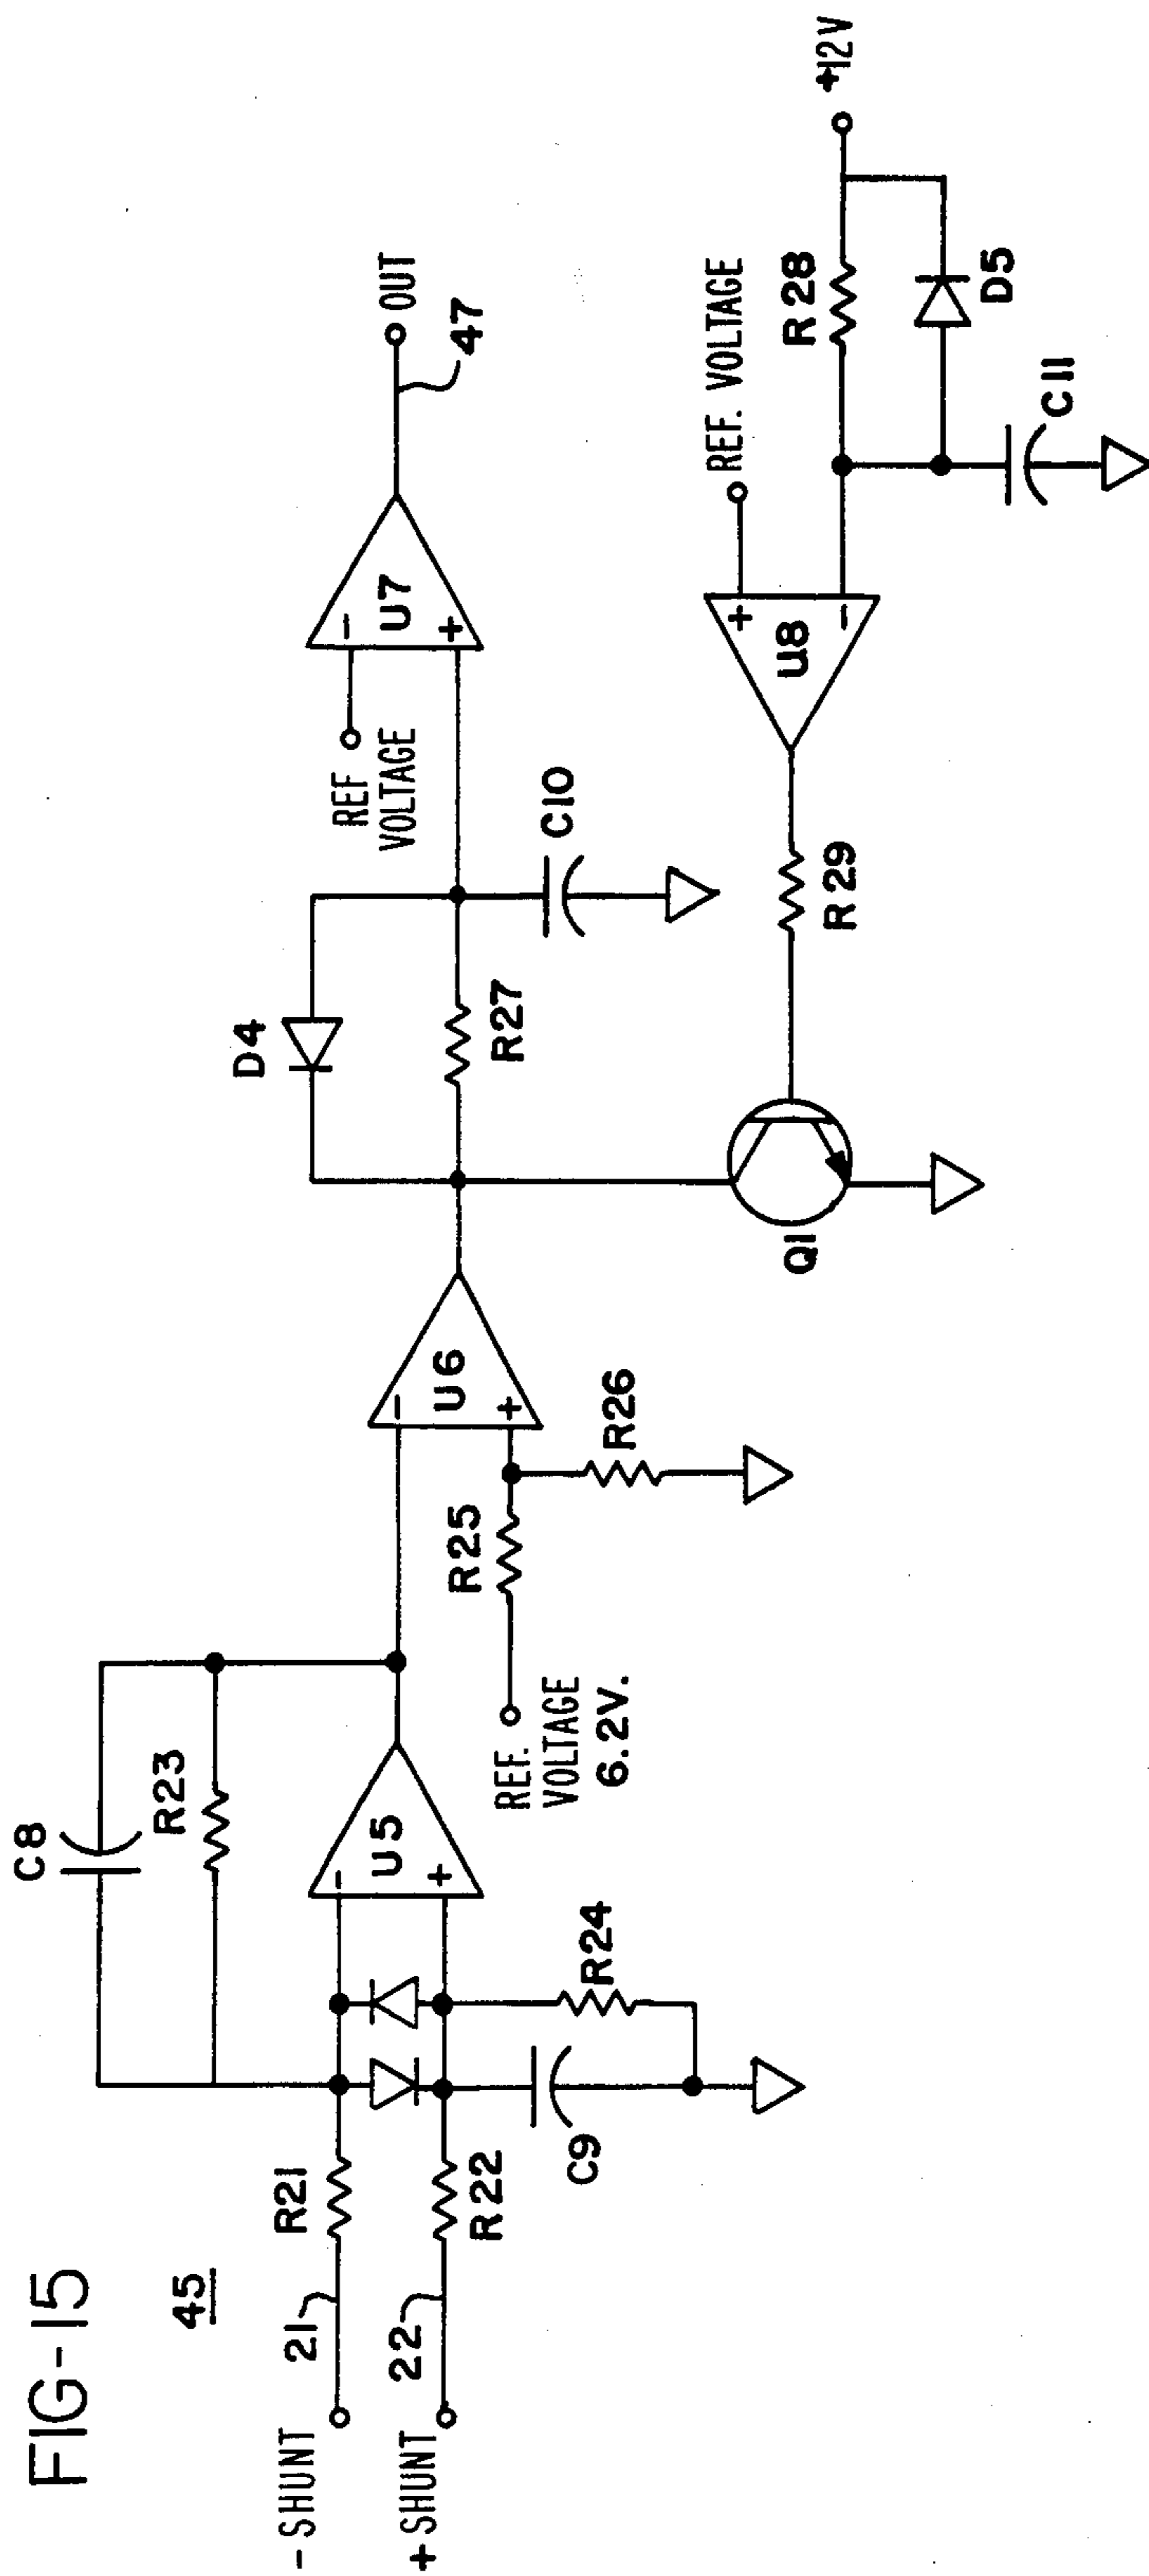 FIG-15
45
- SHUNT
21
R21
+ SHUNT
22
R22
C8
R23
C9
R24
-
+
U5
REF.
VOLTAGE
6.2V.
R25
R26
-
+
U6
D4
R27
C10
REF
VOLTAGE
-
+
U7
OUT
47
Q1
R29
U8
+
-
REF. VOLTAGE
R28
D5
C11
+12V